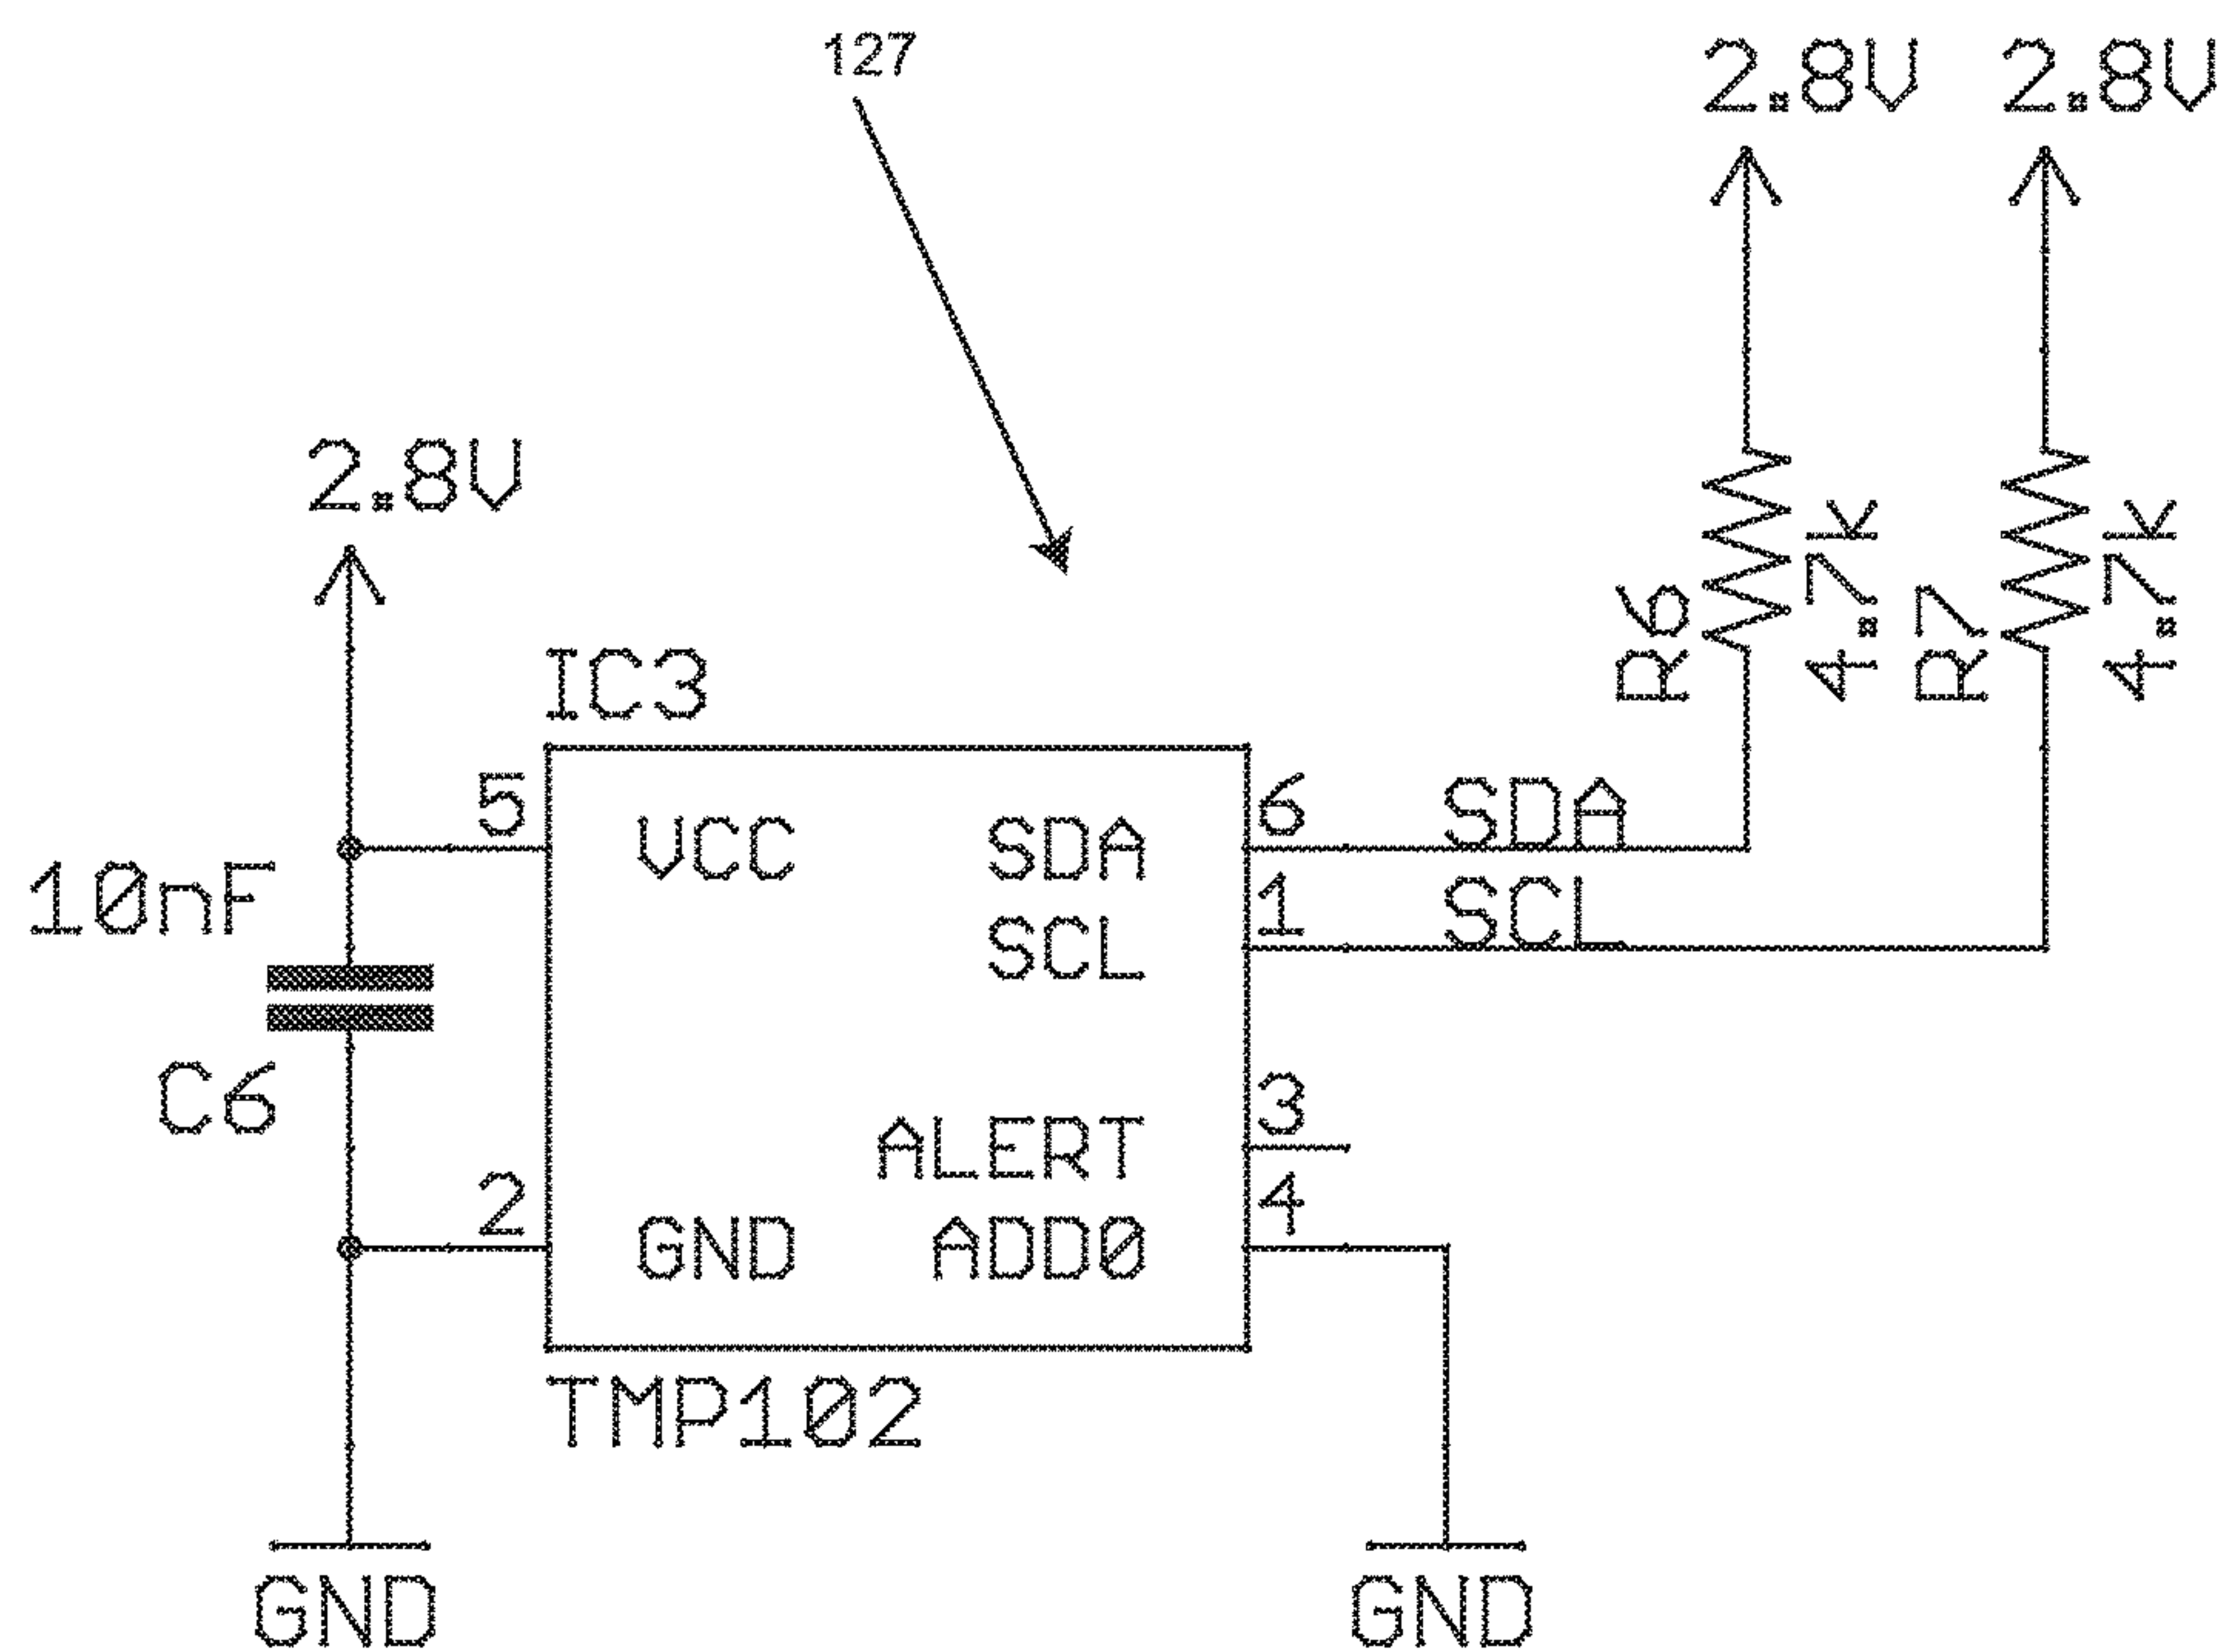 127
2.8V
2.8V
2.8V
R6
4.7K
R7
4.7K
IC3
5
VCC
SDA
6
SDA
10nF
SCL
1
SCL
C6
ALERT
3
2
GND
ADD0
4
TMP102
GND
GND